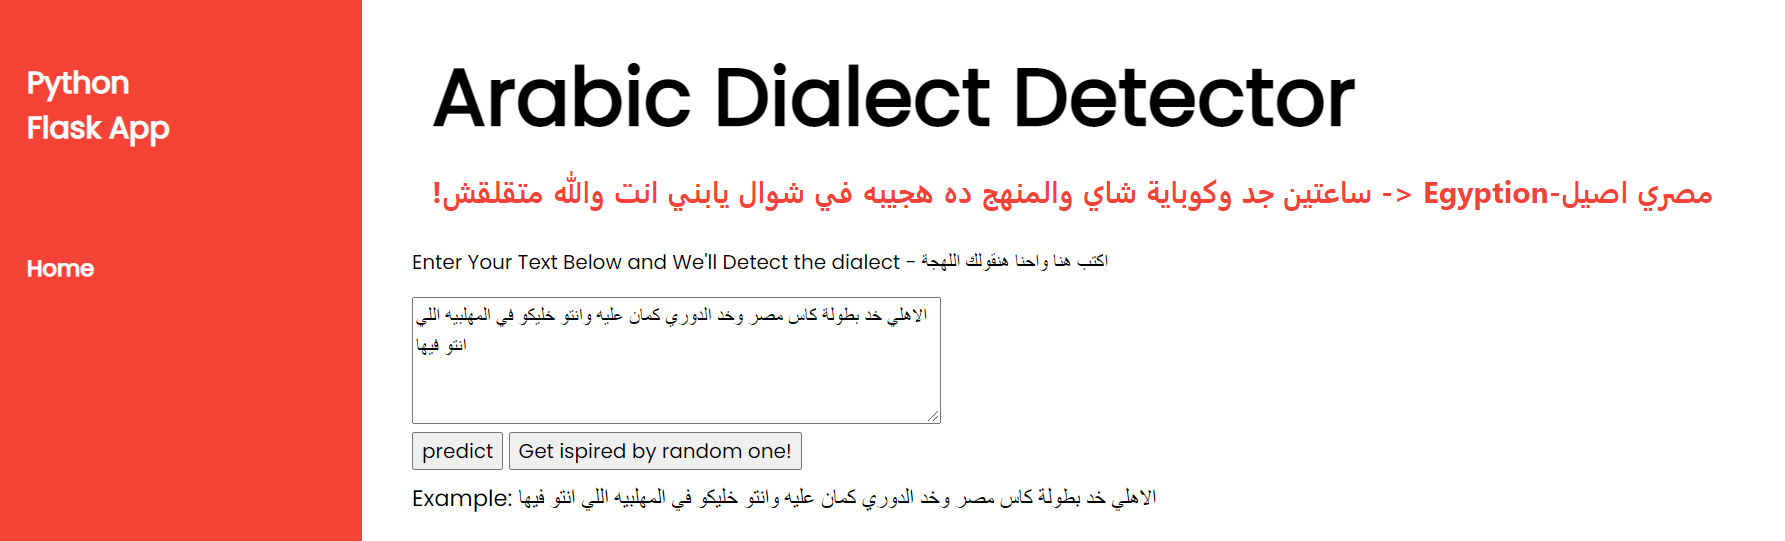 Python
Flask App
Home
Arabic Dialect Detector
مصري اصيل-Egyption -> ساعتين جد وكوباية شاي والمنهج ده هجيبه في شوال يابني انت والله متقلقش!
Enter Your Text Below and We'll Detect the dialect - اكتب هنا واحنا هنقولك اللهجة
الاهلي خد بطولة كاس مصر وخد الدوري كمان عليه وانتو خليكو في المهلبيه اللي
انتو فيها
predict Get ispired by random one!
Example: الاهلي خد بطولة كاس مصر وخد الدوري كمان عليه وانتو خليكو في المهلبيه اللي انتو فيها